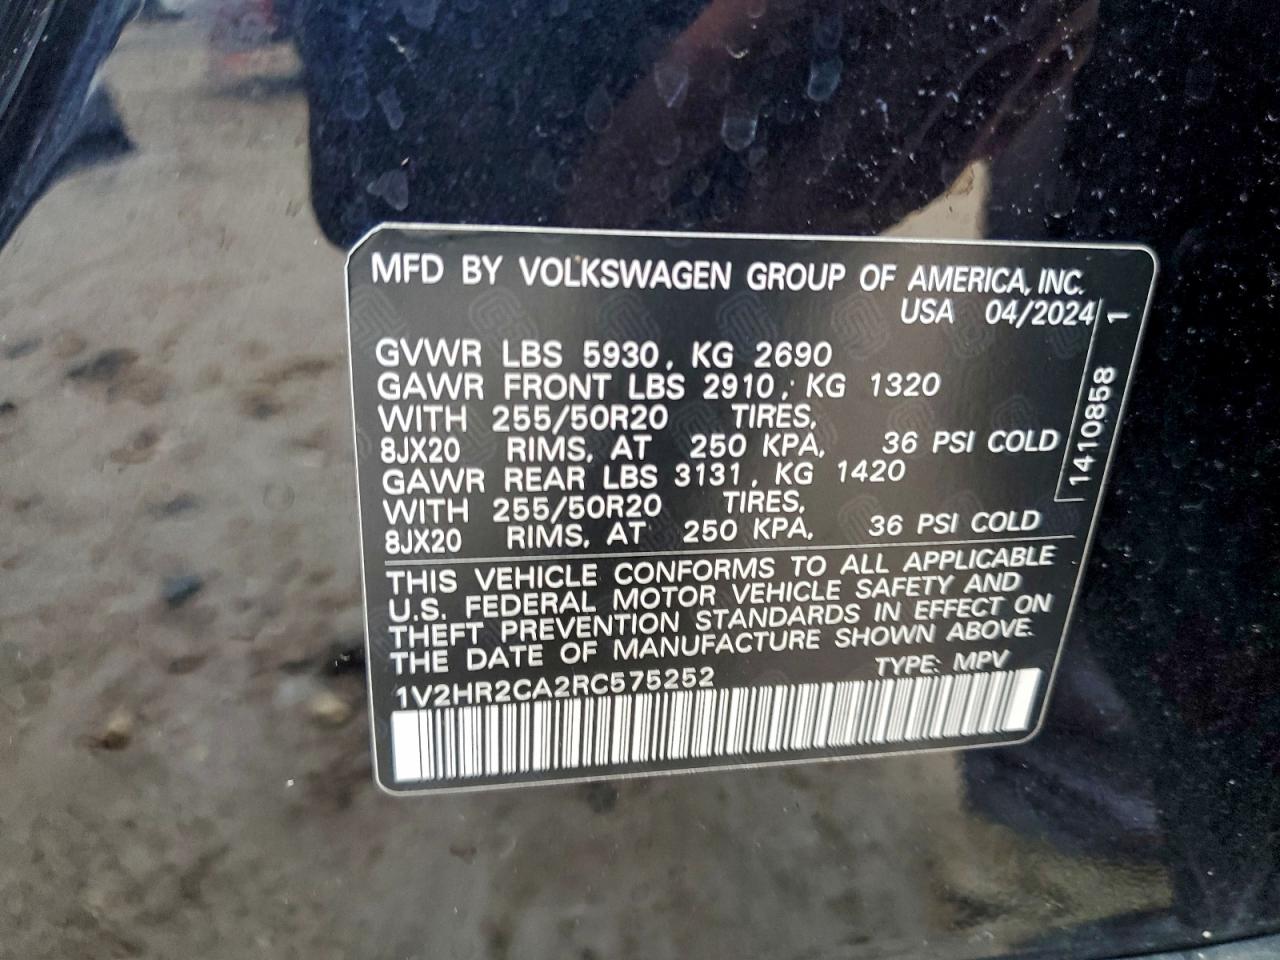 MFD BY VOLKSWAGEN GROUP OF AMERICA, INC.
USA 04/2024
GVWR LBS 5930, KG 2690
GAWR FRONT LBS 2910, KG 1320
WITH 255/50R20 TIRES,
8JX20 RIMS, AT 250 KPA, 36 PSI COLD
GAWR REAR LBS 3131, KG 1420
WITH 255/50R20 TIRES,
8JX20 RIMS, AT 250 KPA, 36 PSI COLD
1410858 1
THIS VEHICLE CONFORMS TO ALL APPLICABLE
U.S. FEDERAL MOTOR VEHICLE SAFETY AND
THEFT PREVENTION STANDARDS IN EFFECT ON
THE DATE OF MANUFACTURE SHOWN ABOVE.
1V2HR2CA2RC575252 TYPE: MPV